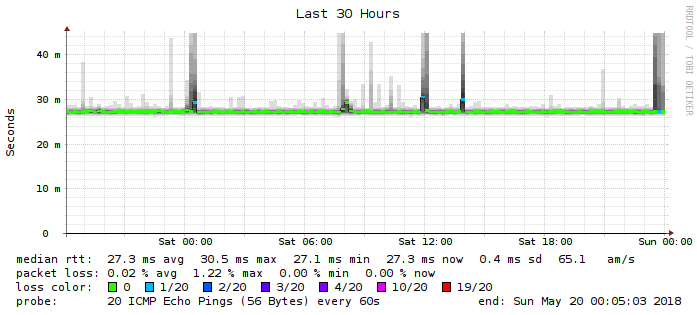 Last 30 Hours
RRDTOOL / TOBI OETIKER
Seconds
40 m
30 m
20 m
10 m
0
Sat 00:00 Sat 06:00 Sat 12:00 Sat 18:00 Sun 00:00
median rtt: 27.3 ms avg 30.5 ms max 27.1 ms min 27.3 ms now 0.4 ms sd 65.1 am/s
packet loss: 0.02 % avg 1.22 % max 0.00 % min 0.00 % now
loss color: 0 1/20 2/20 3/20 4/20 10/20 19/20
probe: 20 ICMP Echo Pings (56 Bytes) every 60s end: Sun May 20 00:05:03 2018